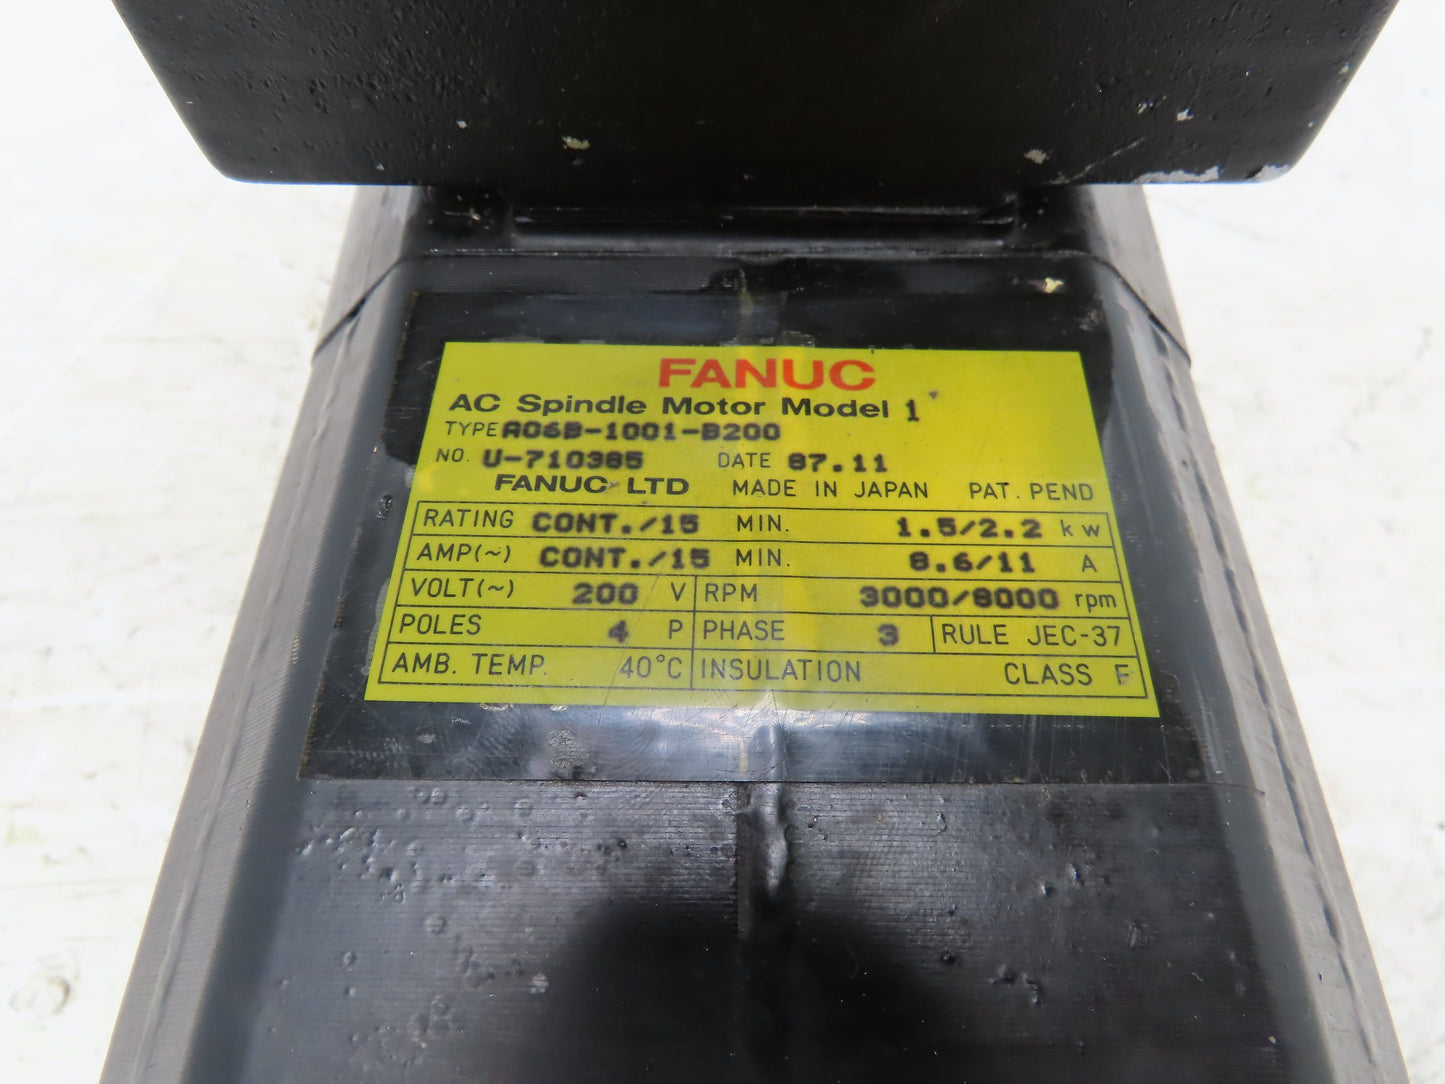 FANUC
AC Spindle Motor Model 1
TYPE A06B-1001-B200
NO. U-710385 DATE 87.11
FANUC LTD MADE IN JAPAN PAT. PEND
RATING CONT./15 MIN. 1.5/2.2 kw
AMP(~) CONT./15 MIN. 8.6/11 A
VOLT(~) 200 V RPM 3000/8000 rpm
POLES 4 P PHASE 3 RULE JEC-37
AMB. TEMP. 40°C INSULATION CLASS F